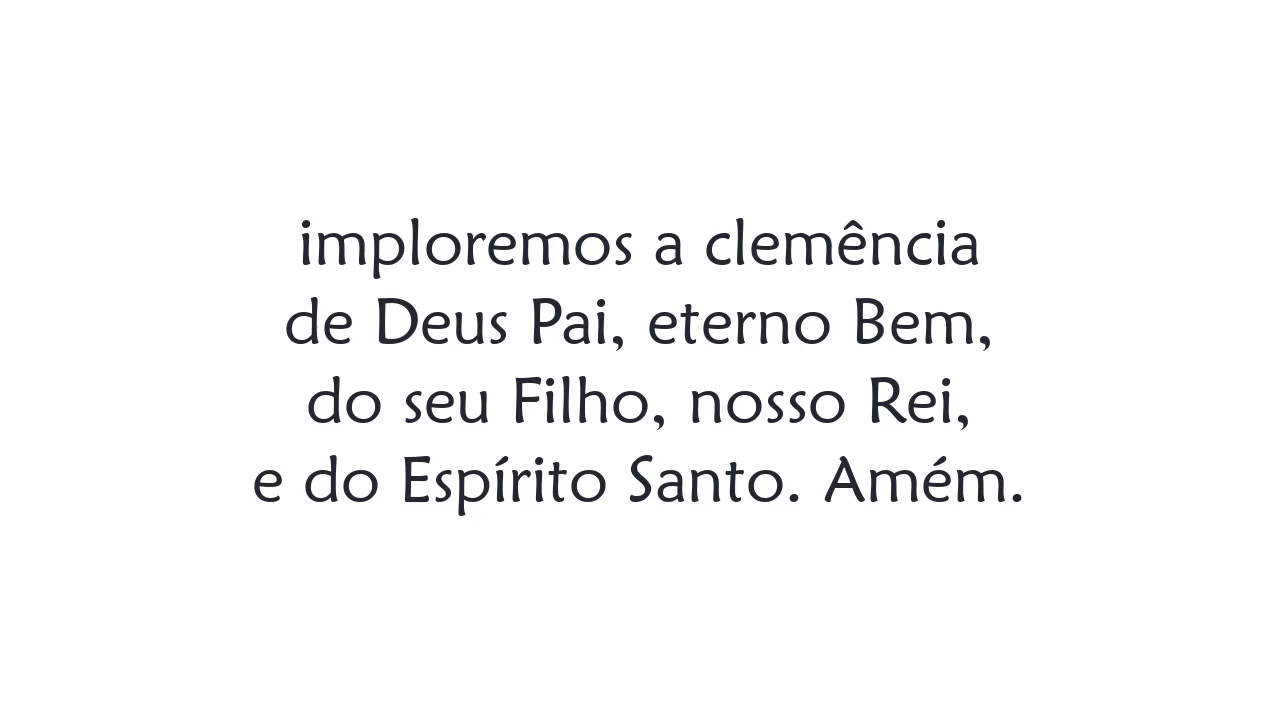 imploremos a clemência
de Deus Pai, eterno Bem,
do seu Filho, nosso Rei,
e do Espírito Santo. Amém.